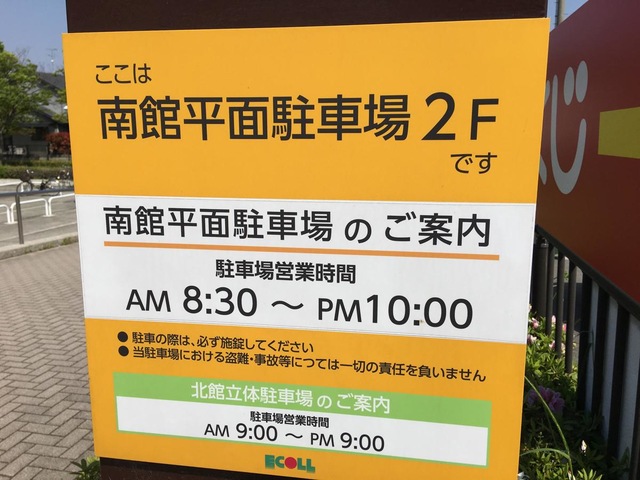 ここは
南館平面駐車場2F
です
南館平面駐車場のご案内
駐車場営業時間
AM 8:30 ～ PM10:00
● 駐車の際は、必ず施錠してください
● 当駐車場における盗難・事故等につては一切の責任を負いません
北館立体駐車場のご案内
駐車場営業時間
AM 9:00 ～ PM 9:00
ECOLL
じ